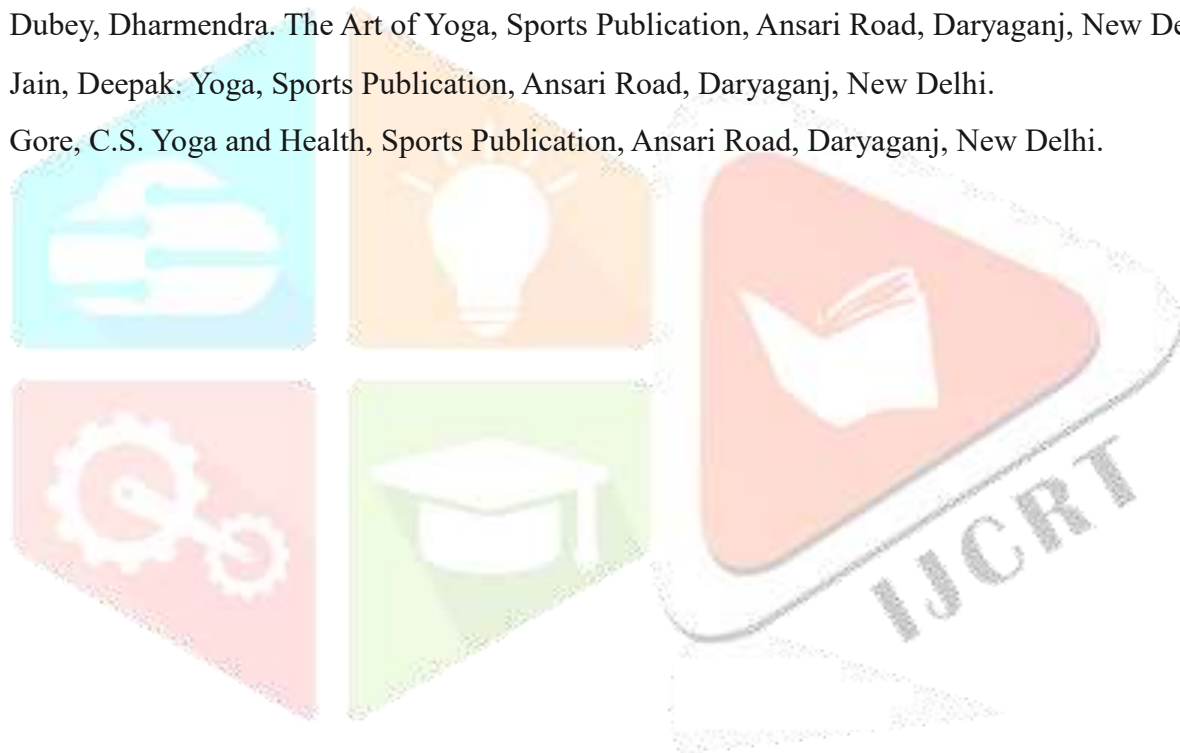 Dubey, Dharmendra. The Art of Yoga, Sports Publication, Ansari Road, Daryaganj, New De
Jain, Deepak. Yoga, Sports Publication, Ansari Road, Daryaganj, New Delhi.
Gore, C.S. Yoga and Health, Sports Publication, Ansari Road, Daryaganj, New Delhi.
IJCRT